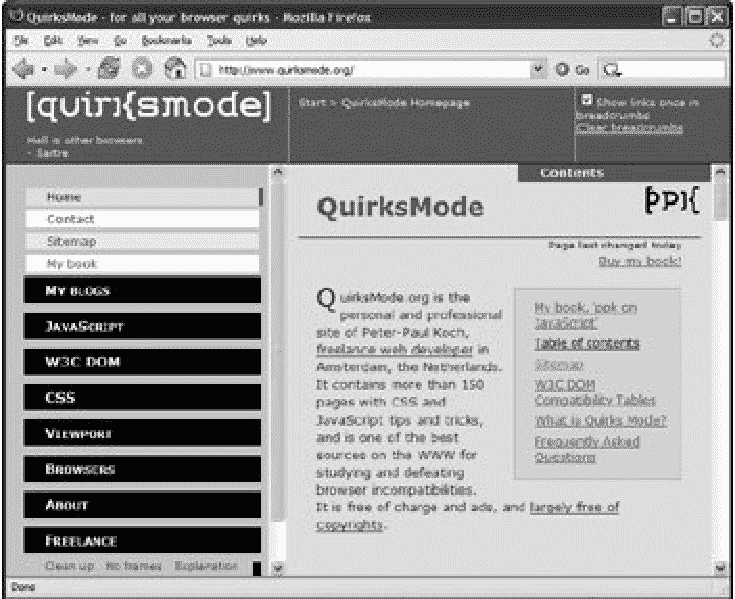 QuirksMode - for all your browser quirks - Mozilla Firefox
File Edit View Go Bookmarks Tools Help
http://www.quirksmode.org/ Go
[quir}{smode]
Hell is other browsers
- Sartre
Start > QuirksMode Homepage
Show links once in
breadcrumbs
Clear breadcrumbs
Home
Contact
Sitemap
My book
My blogs
JavaScript
W3C DOM
CSS
Viewport
Browsers
About
Freelance
Clean up No frames Explanation
Contents
QuirksMode
Page last changed today
Buy my book!
QuirksMode.org is the
personal and professional
site of Peter-Paul Koch,
freelance web developer in
Amsterdam, the Netherlands.
It contains more than 150
pages with CSS and
JavaScript tips and tricks,
and is one of the best
sources on the WWW for
studying and defeating
browser incompatibilities.
It is free of charge and ads, and largely free of
copyrights.
My book, 'ppk on
JavaScript'
Table of contents
Sitemap
W3C DOM
Compatibility Tables
What is Quirks Mode?
Frequently Asked
Questions
Done